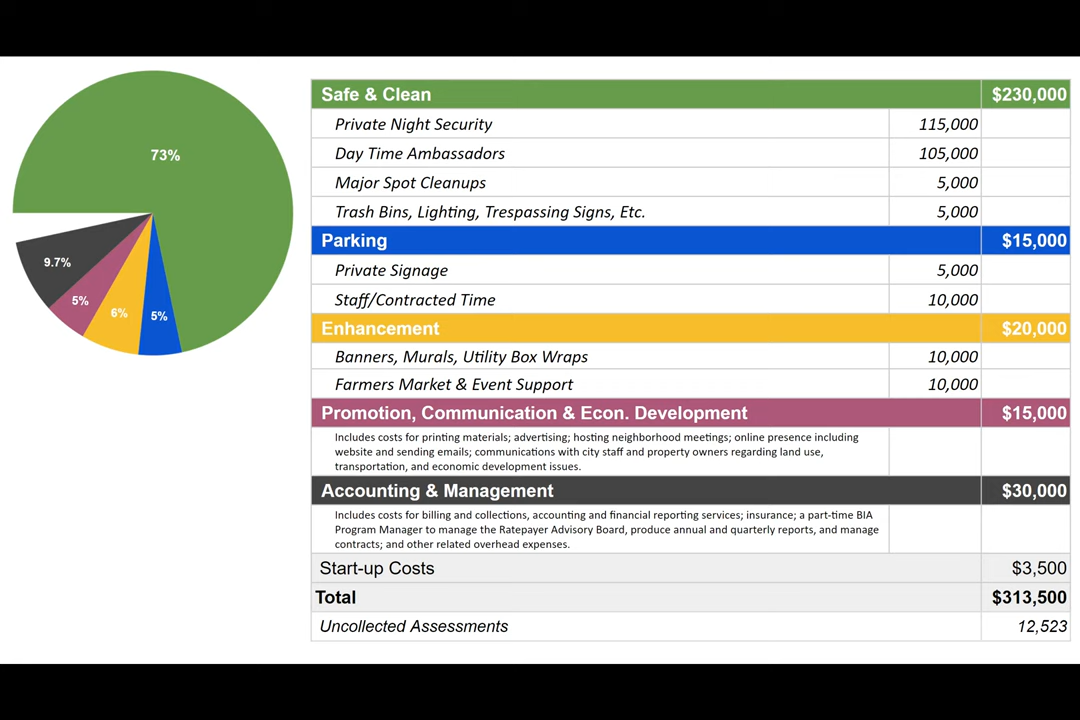 73%
9.7%
5%
6%
5%
Safe & Clean $230,000
Private Night Security 115,000
Day Time Ambassadors 105,000
Major Spot Cleanups 5,000
Trash Bins, Lighting, Trespassing Signs, Etc. 5,000
Parking $15,000
Private Signage 5,000
Staff/Contracted Time 10,000
Enhancement $20,000
Banners, Murals, Utility Box Wraps 10,000
Farmers Market & Event Support 10,000
Promotion, Communication & Econ. Development $15,000
Includes costs for printing materials; advertising; hosting neighborhood meetings; online presence including
website and sending emails; communications with city staff and property owners regarding land use,
transportation, and economic development issues.
Accounting & Management $30,000
Includes costs for billing and collections, accounting and financial reporting services; insurance; a part-time BIA
Program Manager to manage the Ratepayer Advisory Board, produce annual and quarterly reports, and manage
contracts; and other related overhead expenses.
Start-up Costs $3,500
Total $313,500
Uncollected Assessments 12,523